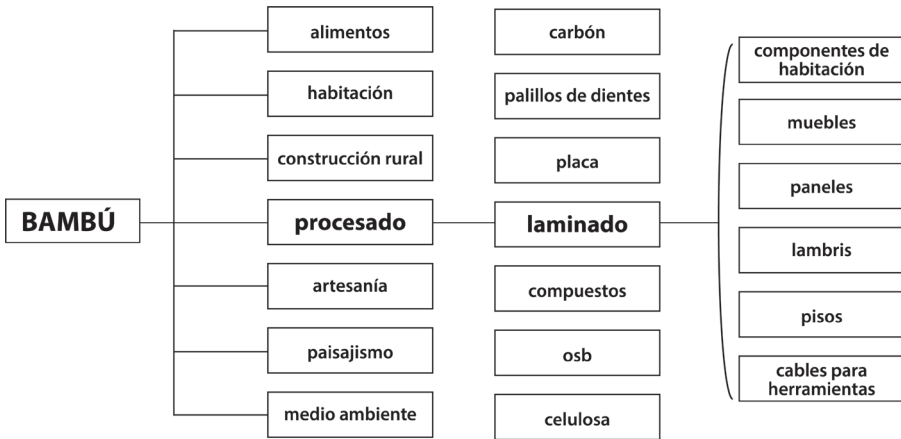 BAMBÚ
alimentos
habitación
construcción rural
procesado
artesanía
paisajismo
medio ambiente
carbón
palillos de dientes
placa
laminado
compuestos
osb
celulosa
componentes de
habitación
muebles
paneles
lambris
pisos
cables para
herramientas